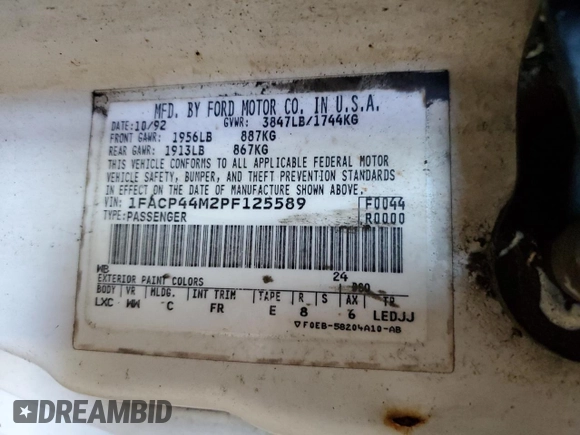 MFD. BY FORD MOTOR CO. IN U.S.A.
DATE: 10/92 GVWR: 3847LB/1744KG
FRONT GAWR: 1956LB 887KG
REAR GAWR: 1913LB 867KG
THIS VEHICLE CONFORMS TO ALL APPLICABLE FEDERAL MOTOR
VEHICLE SAFETY, BUMPER, AND THEFT PREVENTION STANDARDS
IN EFFECT ON THE DATE OF MANUFACTURE SHOWN ABOVE.
VIN: 1FACP44M2PF125589 F0044
TYPE: PASSENGER R0000
WB 24
EXTERIOR PAINT COLORS DSO
BODY VR MLDG. INT TRIM TAPE R S AX TR
LXC WW C FR E 8 6 LEDJJ
▽F0EB-58204A10-AB
DREAMBID